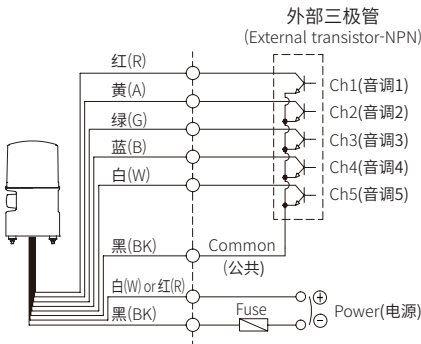 外部三极管
(External transistor-NPN)
红(R)
黄(A)
绿(G)
蓝(B)
白(W)
Ch1(音调1)
Ch2(音调2)
Ch3(音调3)
Ch4(音调4)
Ch5(音调5)
黑(BK)
Common
(公共)
白(W) or 红(R)
黑(BK)
Fuse
+
-
Power(电源)